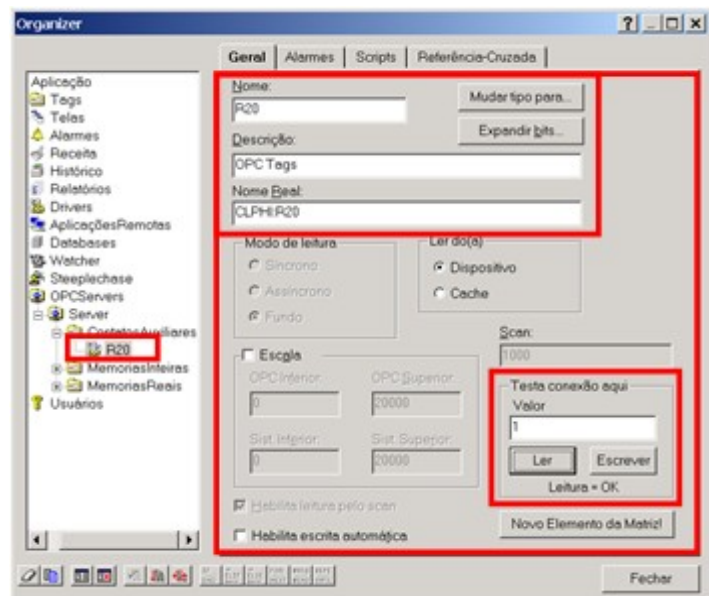 Organizer
Geral Alarmes Scripts Referência-Cruzada
Aplicação
Tags
Telas
Alarmes
Receita
Histórico
Relatórios
Drivers
AplicaçõesRemotas
Databases
Watcher
Steeplechase
OPCServers
Server
ContatosAuxiliares
R20
MemoriasInteiras
MemoriasReais
Usuários
Nome:
R20
Mudar tipo para...
Expandir bits...
Descrição:
OPC Tags
Nome Real:
CLPHI:R20
Modo de leitura
Síncrono
Assíncrono
Fundo
Ler do(a)
Dispositivo
Cache
Scan:
1000
Escala
OPC Inferior: OPC Superior:
0 20000
Sist. Inferior: Sist. Superior:
0 20000
Testa conexão aqui
Valor
1
Ler Escrever
Leitura = OK
Habilita leitura pelo scan
Habilita escrita automática
Novo Elemento da Matriz!
Fechar